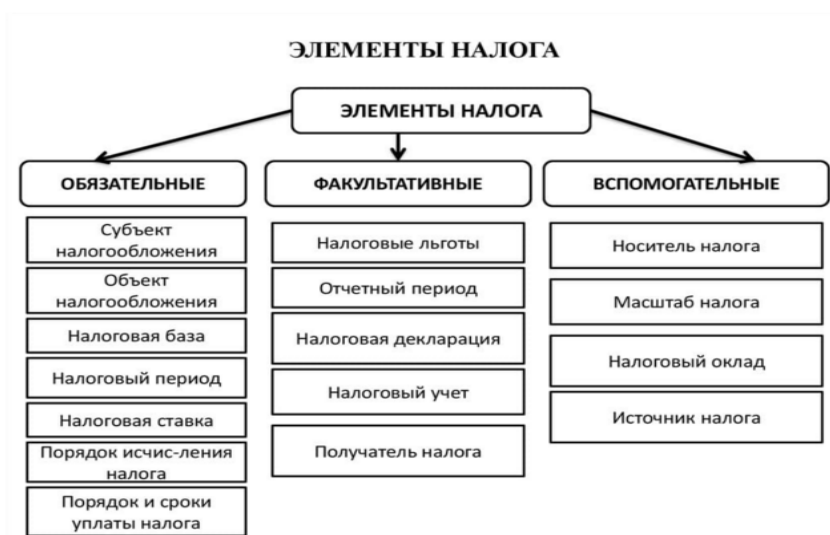 ЭЛЕМЕНТЫ НАЛОГА
ЭЛЕМЕНТЫ НАЛОГА
ОБЯЗАТЕЛЬНЫЕ
Субъект
налогообложения
Объект
налогообложения
Налоговая база
Налоговый период
Налоговая ставка
Порядок исчис-ления
налога
Порядок и сроки
уплаты налога
ФАКУЛЬТАТИВНЫЕ
Налоговые льготы
Отчетный период
Налоговая декларация
Налоговый учет
Получатель налога
ВСПОМОГАТЕЛЬНЫЕ
Носитель налога
Масштаб налога
Налоговый оклад
Источник налога